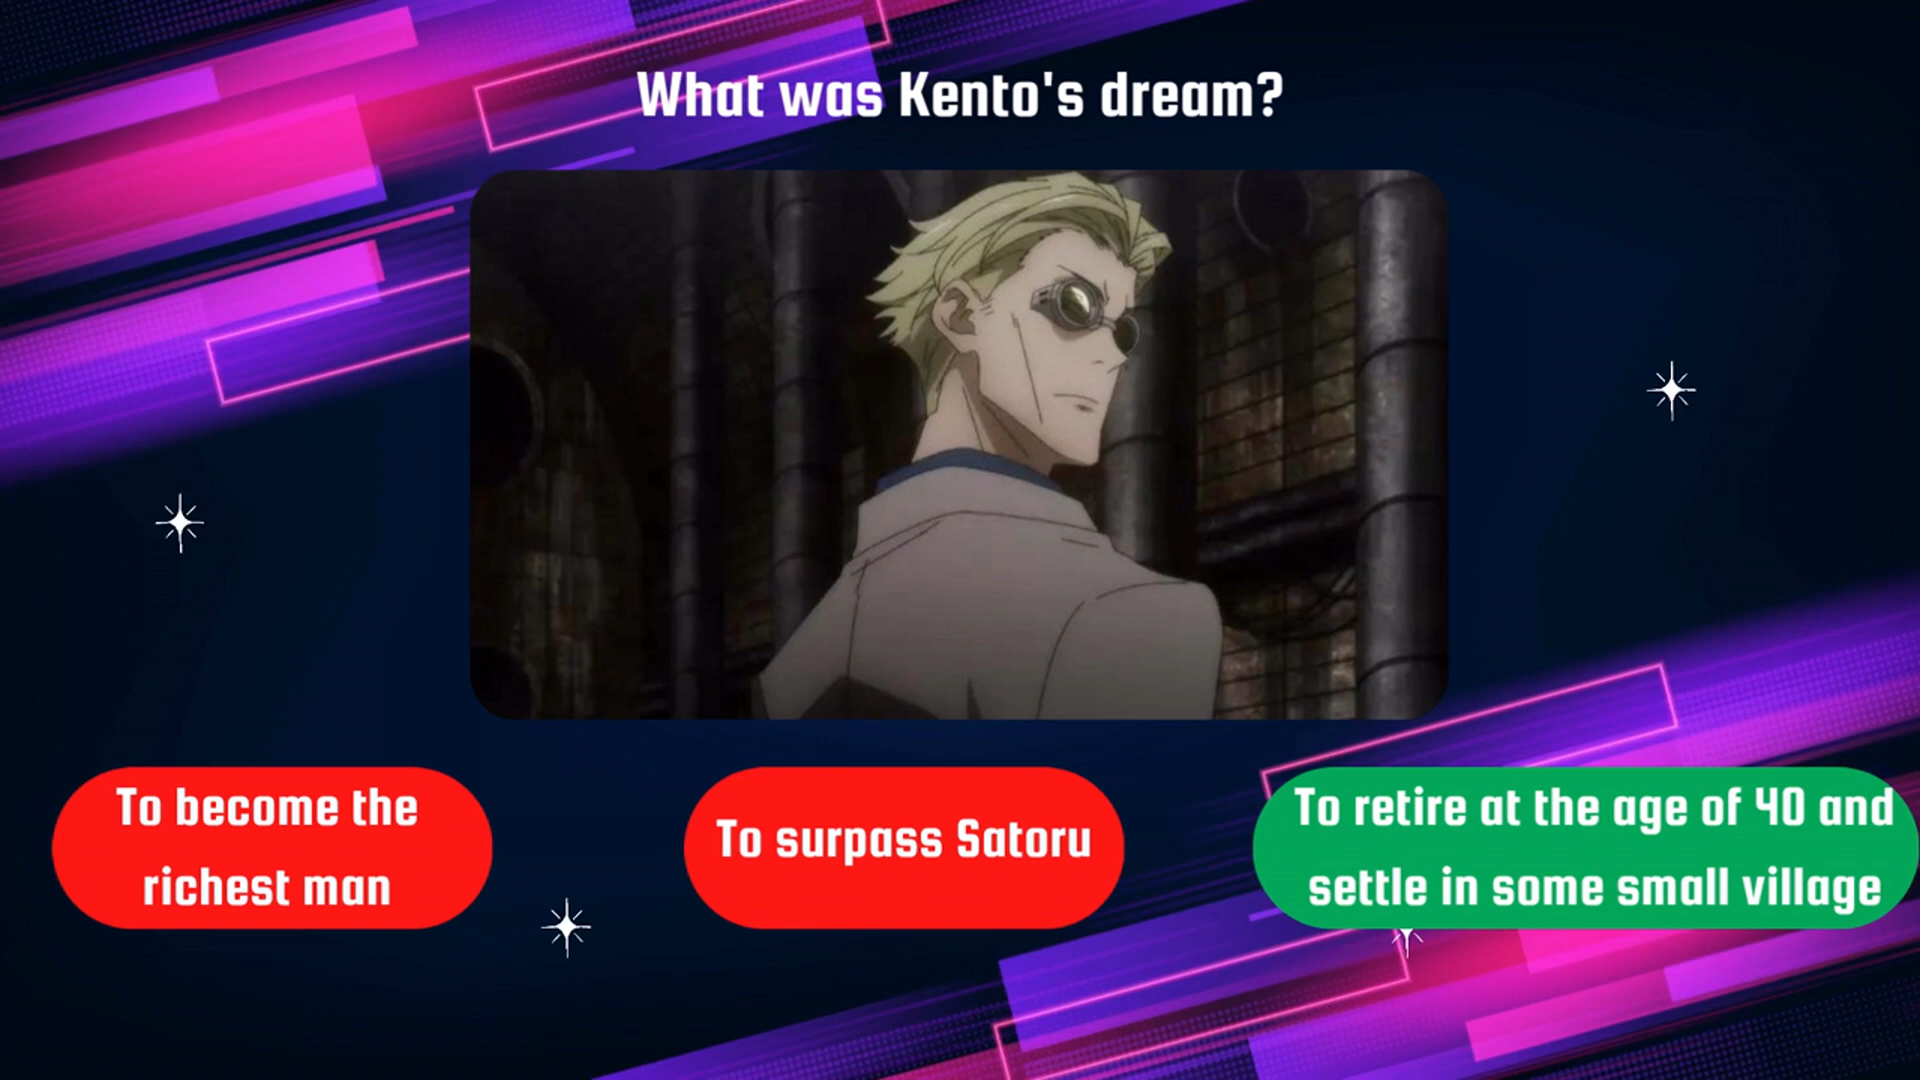 What was Kento's dream?
To become the
richest man
To surpass Satoru
To retire at the age of 40 and
settle in some small village